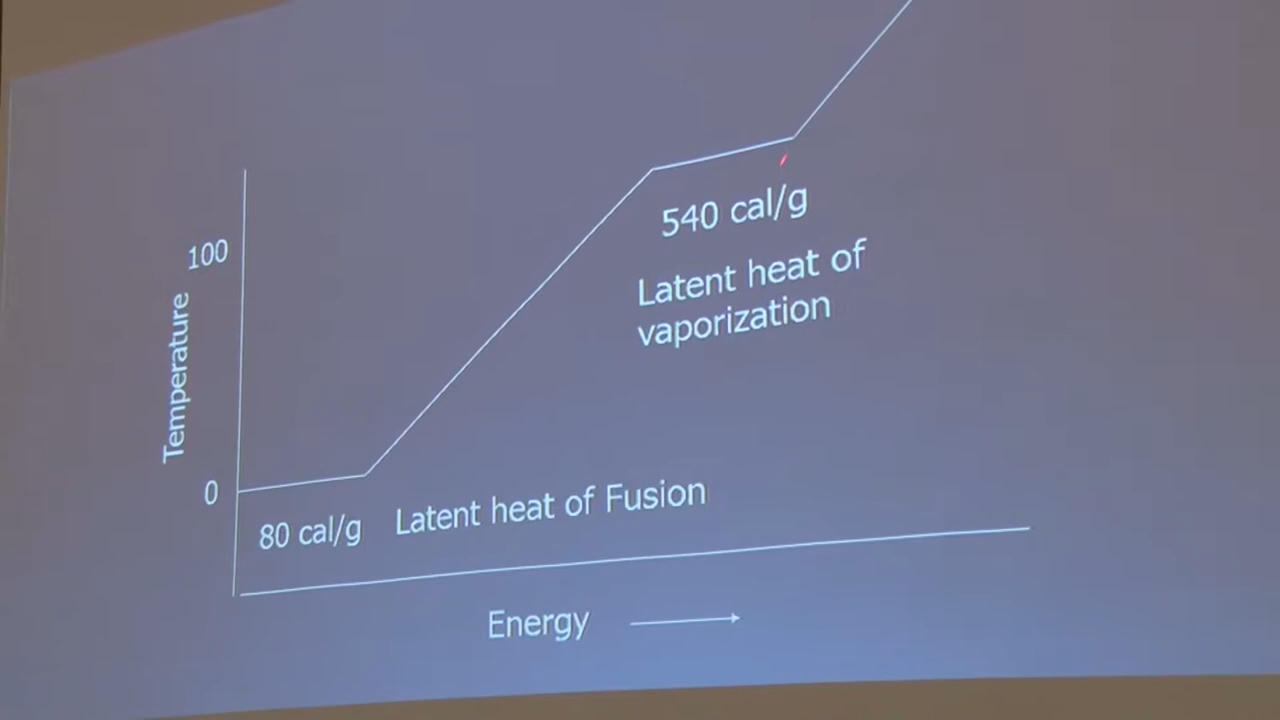 100
Temperature
0
540 cal/g
Latent heat of
vaporization
80 cal/g
Latent heat of Fusion
Energy